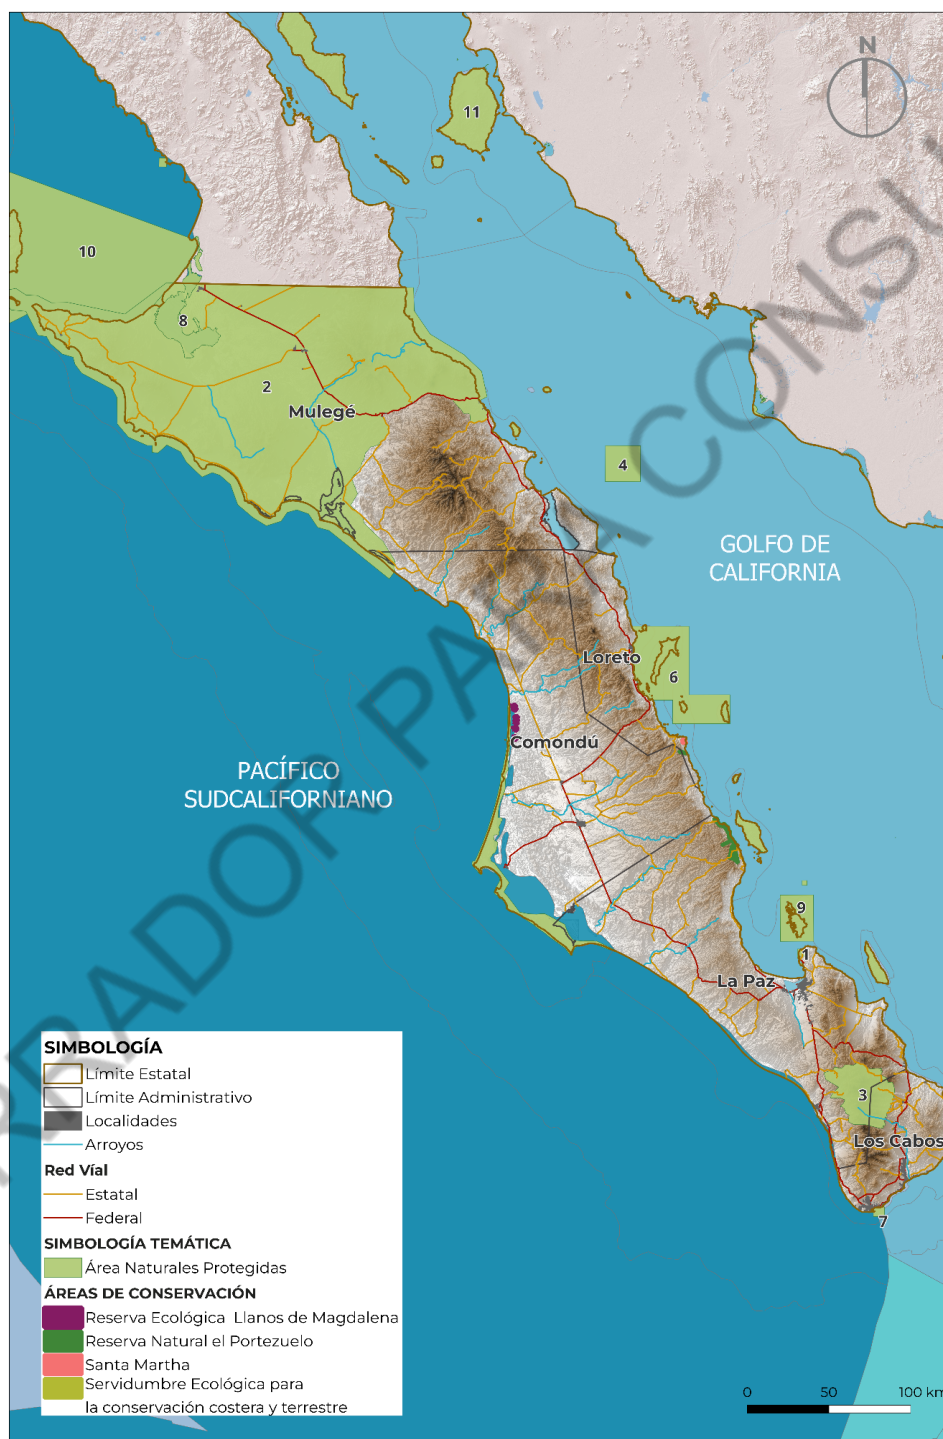 N
11
10
8
2
Mulegé
4
GOLFO DE
CALIFORNIA
Loreto
6
Comondú
PACÍFICO
SUDCALIFORNIANO
9
1
La Paz
3
Los Cabos
7
SIMBOLOGÍA
Límite Estatal
Límite Administrativo
Localidades
Arroyos
Red Víal
Estatal
Federal
SIMBOLOGÍA TEMÁTICA
Área Naturales Protegidas
ÁREAS DE CONSERVACIÓN
Reserva Ecológica Llanos de Magdalena
Reserva Natural el Portezuelo
Santa Martha
Servidumbre Ecológica para
la conservación costera y terrestre
0 50 100 km
RRADOR PARA CONSU